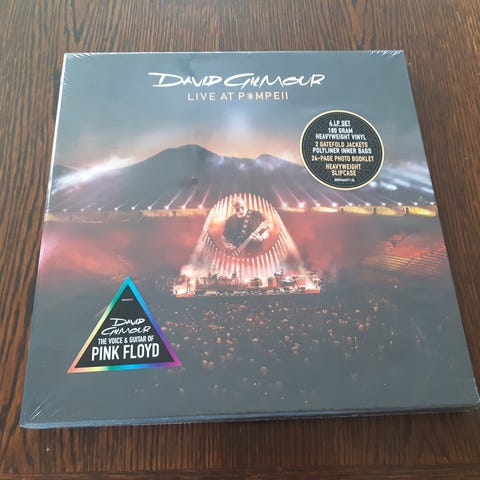 DAVID GILMOUR
LIVE AT POMPEII
4 LP SET
180 GRAM
HEAVYWEIGHT VINYL
2 GATEFOLD JACKETS
POLYLINER INNER BAGS
24-PAGE PHOTO BOOKLET
HEAVYWEIGHT
SLIPCASE
DAVID
GILMOUR
THE VOICE & GUITAR OF
PINK FLOYD